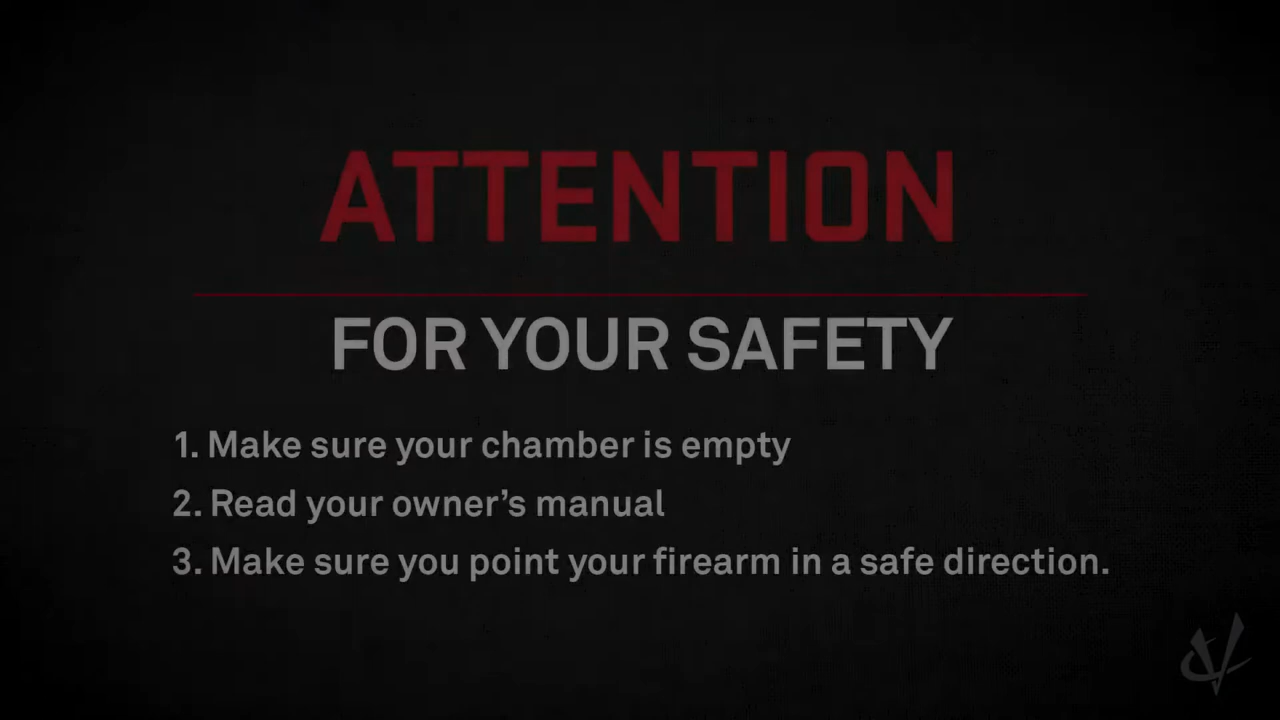 ATTENTION
FOR YOUR SAFETY
1. Make sure your chamber is empty
2. Read your owner’s manual
3. Make sure you point your firearm in a safe direction.